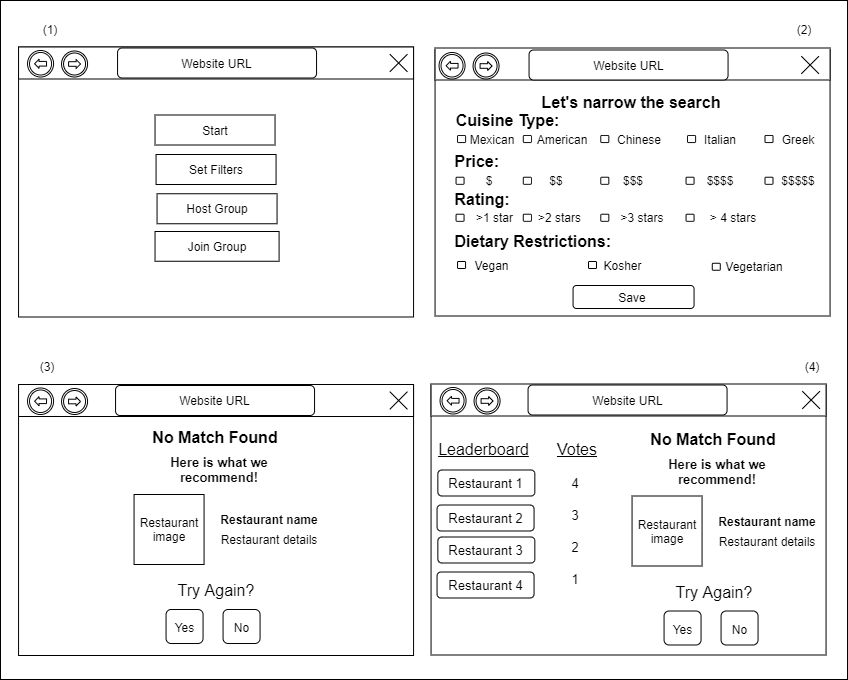 (1)
Website URL
Start
Set Filters
Host Group
Join Group
(2)
Website URL
Let's narrow the search
Cuisine Type:
Mexican American Chinese Italian Greek
Price:
$ $$ $$$ $$$$ $$$$$
Rating:
>1 star >2 stars >3 stars > 4 stars
Dietary Restrictions:
Vegan Kosher Vegetarian
Save
(3)
Website URL
No Match Found
Here is what we
recommend!
Restaurant
image
Restaurant name
Restaurant details
Try Again?
Yes No
(4)
Website URL
Leaderboard Votes
Restaurant 1 4
Restaurant 2 3
Restaurant 3 2
Restaurant 4 1
No Match Found
Here is what we
recommend!
Restaurant
image
Restaurant name
Restaurant details
Try Again?
Yes No